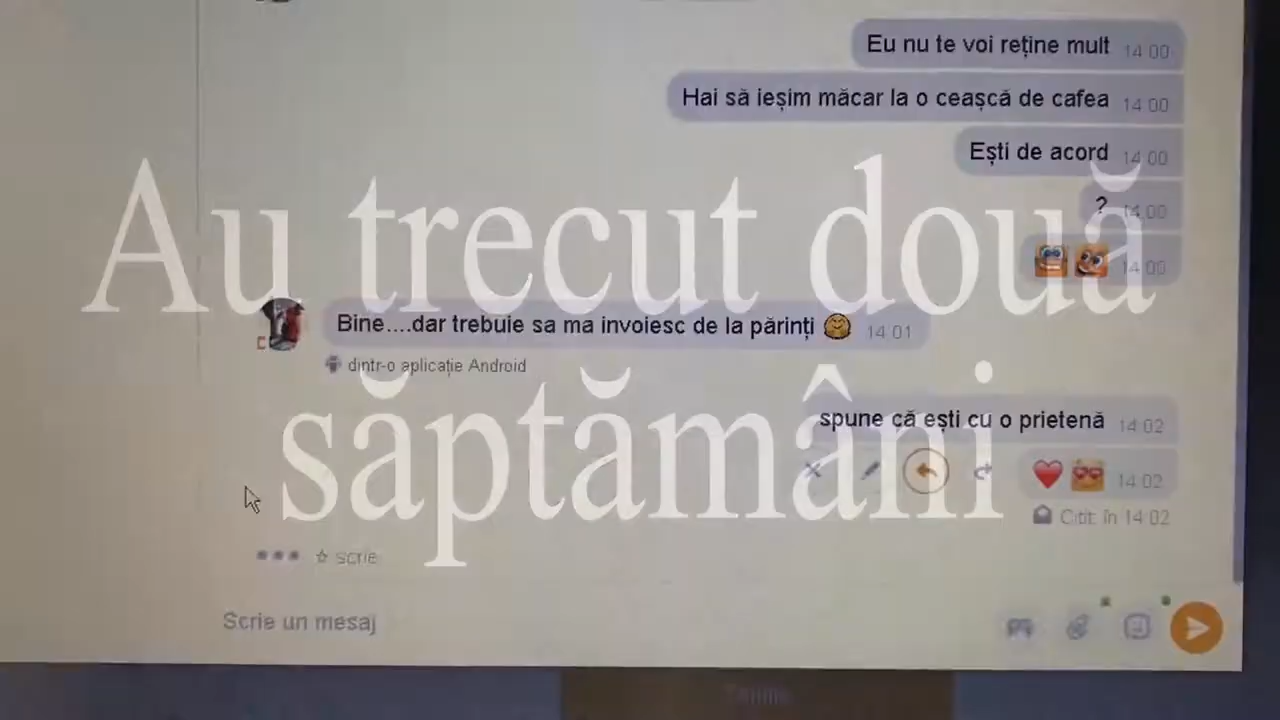 Eu nu te voi reține mult 14:00
Hai să ieșim măcar la o ceașcă de cafea 14:00
Ești de acord 14:00
? 14:00
14:00
Au trecut două
săptămâni
Bine....dar trebuie sa ma invoiesc de la părinți 14:01
dintr-o aplicație Android
spune că ești cu o prietenă 14:02
14:02
Citit: în 14:02
scrie
Scrie un mesaj